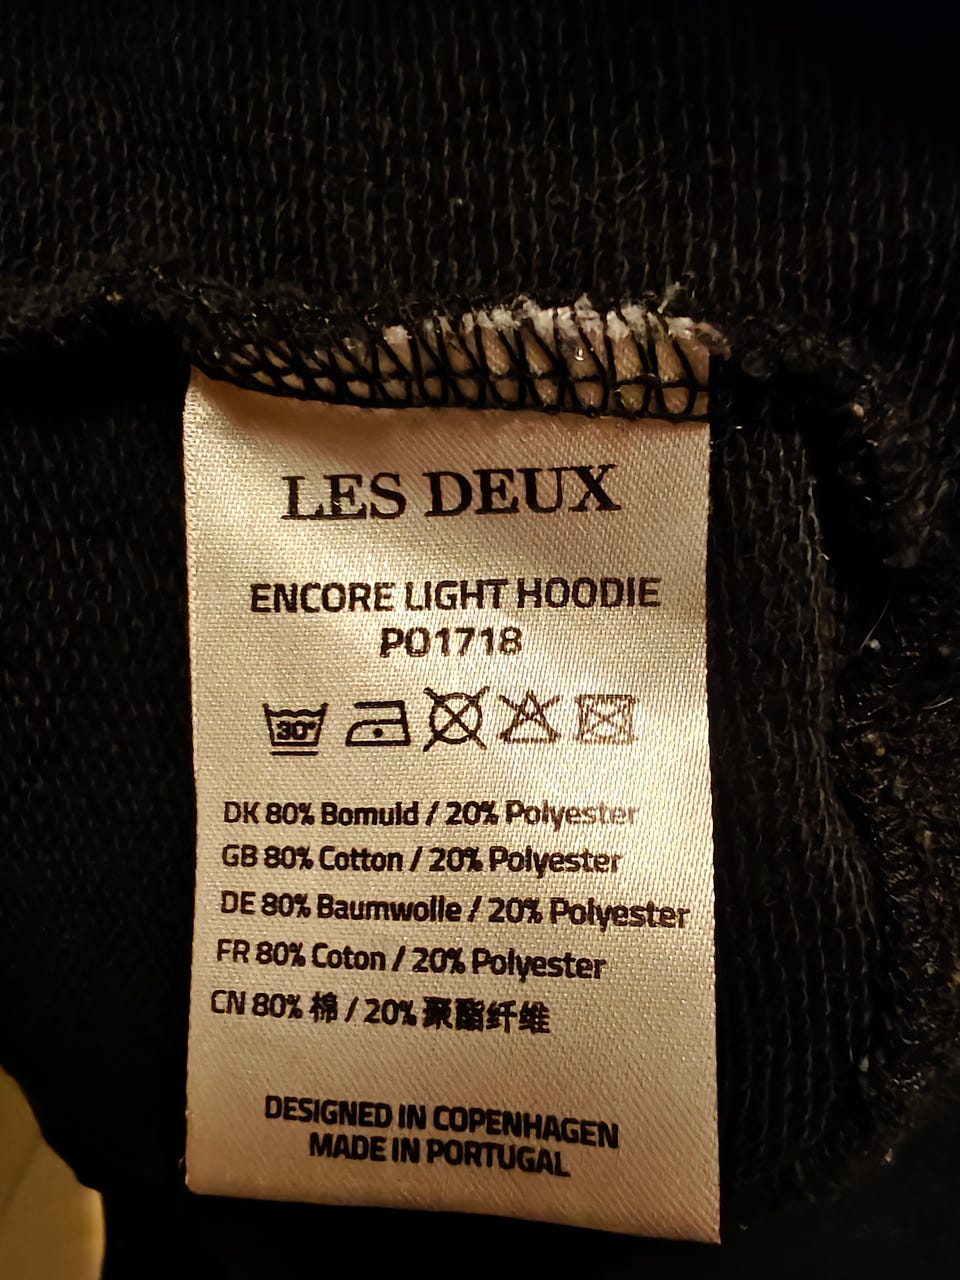 LES DEUX
ENCORE LIGHT HOODIE
PO1718
30°
DK 80% Bomuld / 20% Polyester
GB 80% Cotton / 20% Polyester
DE 80% Baumwolle / 20% Polyester
FR 80% Coton / 20% Polyester
CN 80% 棉 / 20% 聚酯纤维
DESIGNED IN COPENHAGEN
MADE IN PORTUGAL